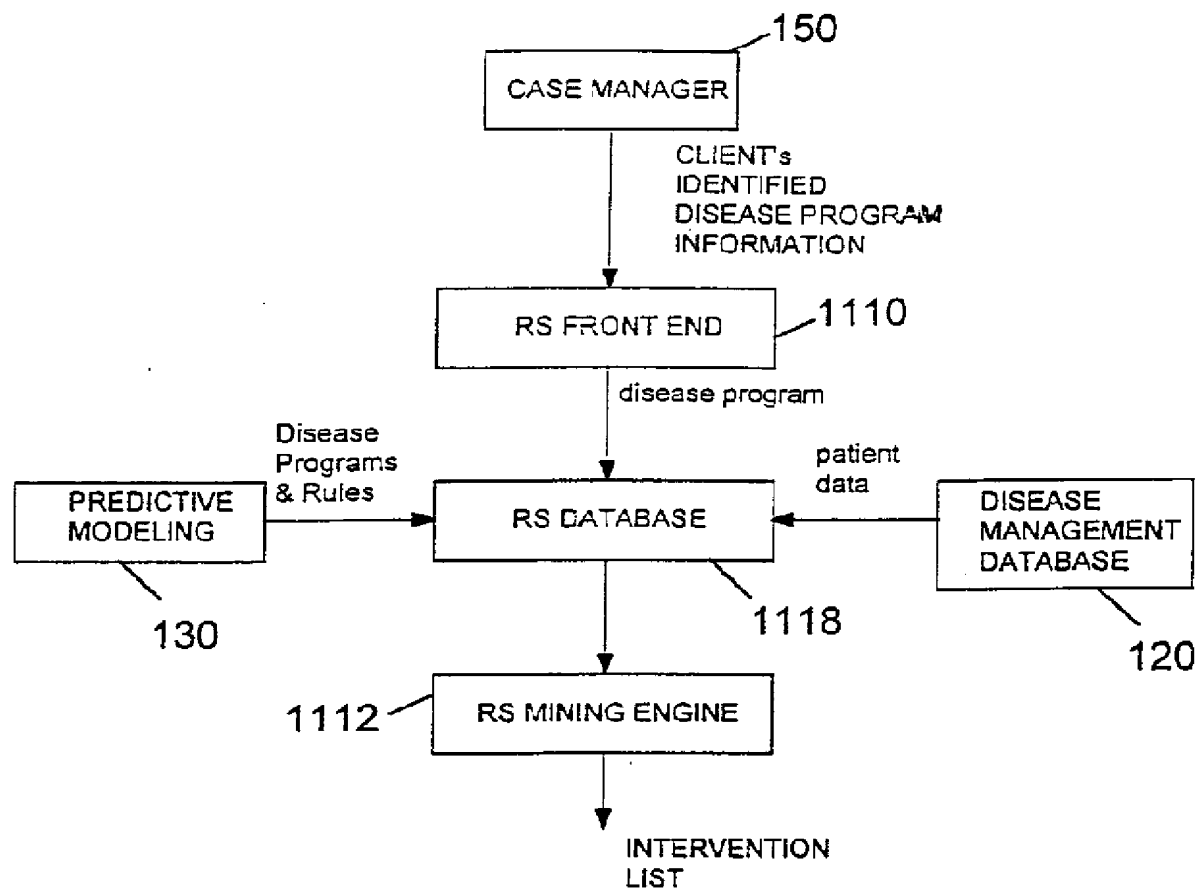 150
CASE MANAGER
CLIENT's
IDENTIFIED
DISEASE PROGRAM
INFORMATION
RS FRONT END
1110
disease program
Disease
Programs
& Rules
patient
data
PREDICTIVE
MODELING
RS DATABASE
DISEASE
MANAGEMENT
DATABASE
130
1118
120
1112
RS MINING ENGINE
INTERVENTION
LIST